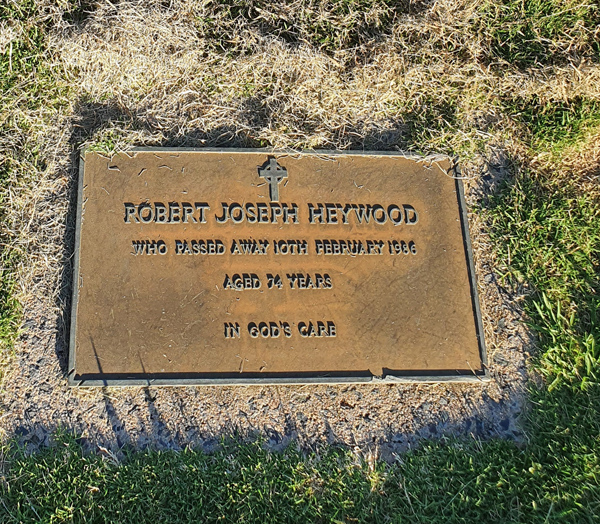 ROBERT JOSEPH HEYWOOD
WHO PASSED AWAY 10TH FEBRUARY 1986
AGED 74 YEARS
IN GOD'S CARE